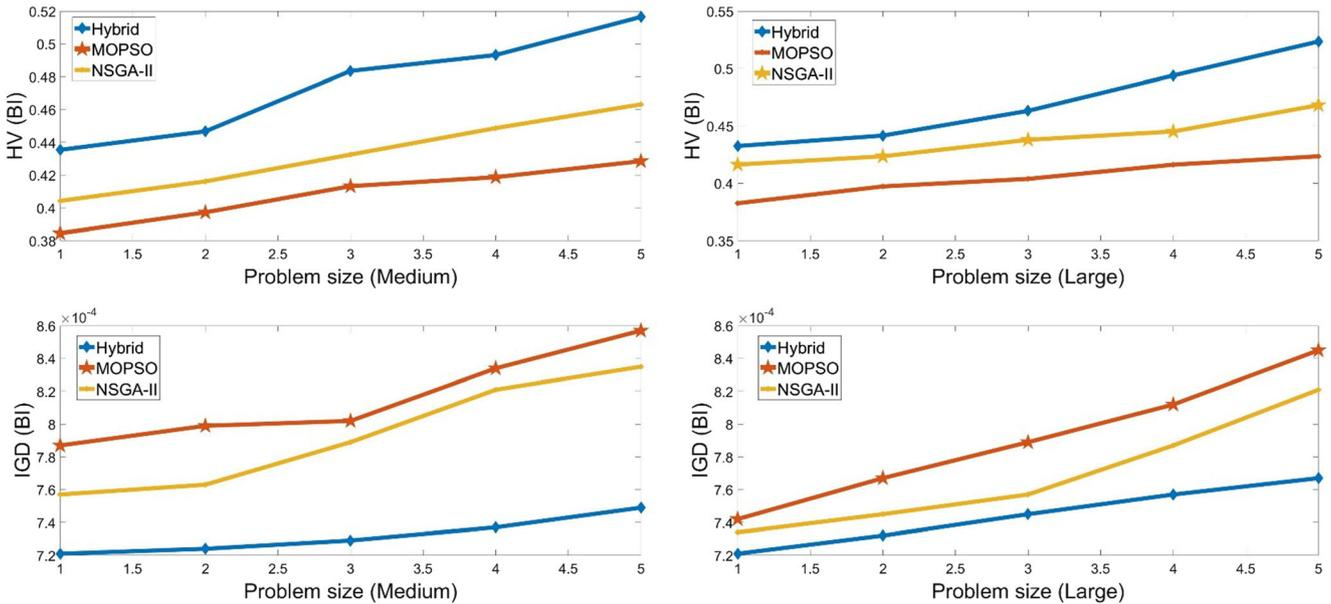 HV (BI)
0.52
0.5
0.48
0.46
0.44
0.42
0.4
0.38
Hybrid
MOPSO
NSGA-II
1 1.5 2 2.5 3 3.5 4 4.5 5
Problem size (Medium)
HV (BI)
0.55
0.5
0.45
0.4
0.35
Hybrid
MOPSO
NSGA-II
1 1.5 2 2.5 3 3.5 4 4.5 5
Problem size (Large)
IGD (BI)
×10⁻⁴
8.6
8.4
8.2
8
7.8
7.6
7.4
7.2
Hybrid
MOPSO
NSGA-II
1 1.5 2 2.5 3 3.5 4 4.5 5
Problem size (Medium)
IGD (BI)
×10⁻⁴
8.6
8.4
8.2
8
7.8
7.6
7.4
7.2
Hybrid
MOPSO
NSGA-II
1 1.5 2 2.5 3 3.5 4 4.5 5
Problem size (Large)